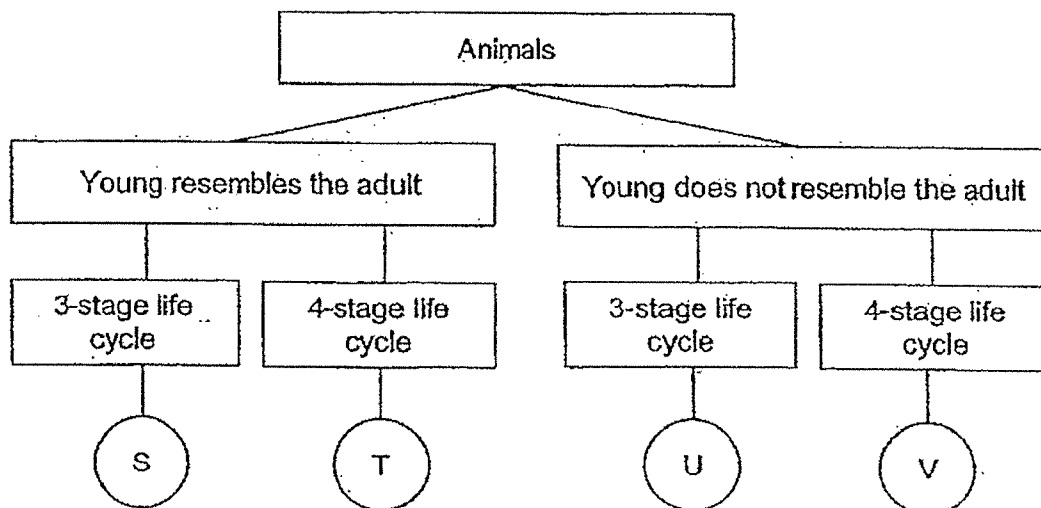 Animals
Young resembles the adult
Young does not resemble the adult
3-stage life
cycle
4-stage life
cycle
3-stage life
cycle
4-stage life
cycle
S
T
U
V